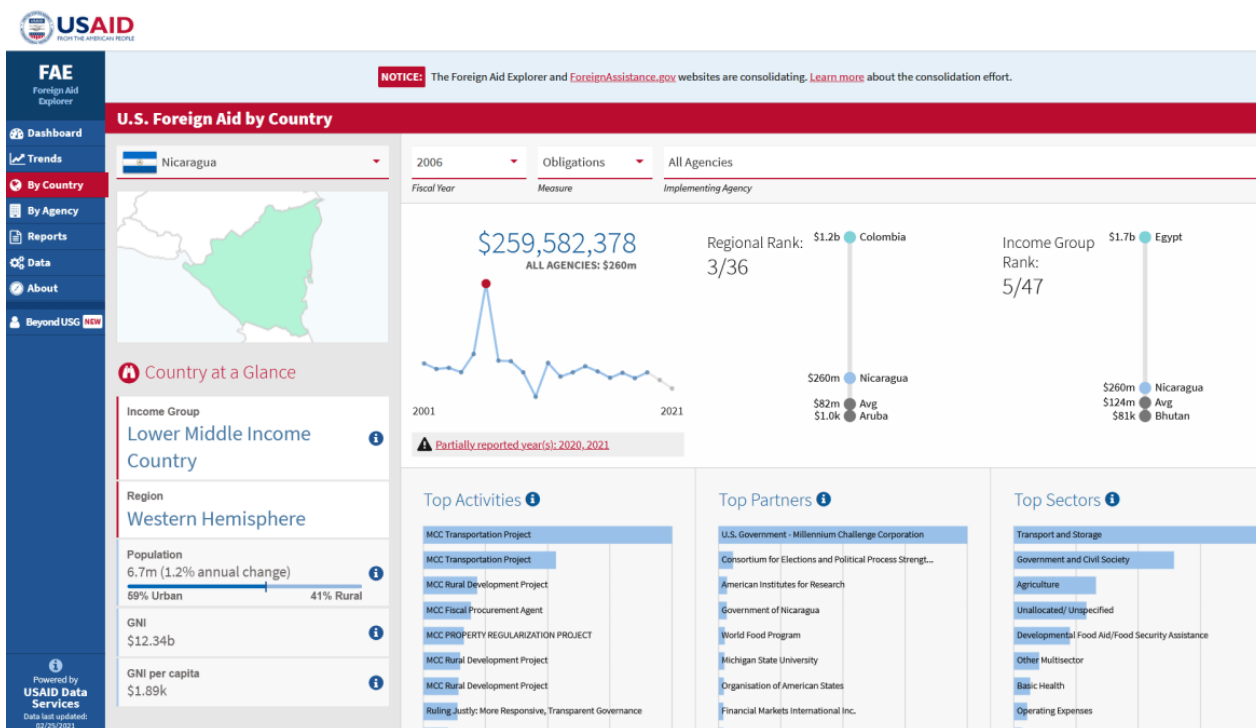 USAID
FROM THE AMERICAN PEOPLE
FAE
Foreign Aid
Explorer
Dashboard
Trends
By Country
By Agency
Reports
Data
About
Beyond USG NEW
Powered by
USAID Data
Services
Data last updated:
02/25/2021
NOTICE: The Foreign Aid Explorer and ForeignAssistance.gov websites are consolidating. Learn more about the consolidation effort.
U.S. Foreign Aid by Country
Nicaragua
Country at a Glance
Income Group
Lower Middle Income
Country
Region
Western Hemisphere
Population
6.7m (1.2% annual change)
59% Urban 41% Rural
GNI
$12.34b
GNI per capita
$1.89k
2006 Obligations All Agencies
Fiscal Year Measure Implementing Agency
$259,582,378
ALL AGENCIES: $260m
2001 2021
Partially reported year(s): 2020, 2021
Regional Rank:
3/36
$1.2b Colombia
$260m Nicaragua
$82m Avg
$1.0k Aruba
Income Group
Rank:
5/47
$1.7b Egypt
$260m Nicaragua
$124m Avg
$81k Bhutan
Top Activities
MCC Transportation Project
MCC Transportation Project
MCC Rural Development Project
MCC Fiscal Procurement Agent
MCC PROPERTY REGULARIZATION PROJECT
MCC Rural Development Project
MCC Rural Development Project
Ruling Justly: More Responsive, Transparent Governance
Top Partners
U.S. Government - Millennium Challenge Corporation
Consortium for Elections and Political Process Strengt...
American Institutes for Research
Government of Nicaragua
World Food Program
Michigan State University
Organisation of American States
Financial Markets International Inc.
Top Sectors
Transport and Storage
Government and Civil Society
Agriculture
Unallocated/ Unspecified
Developmental Food Aid/Food Security Assistance
Other Multisector
Basic Health
Operating Expenses